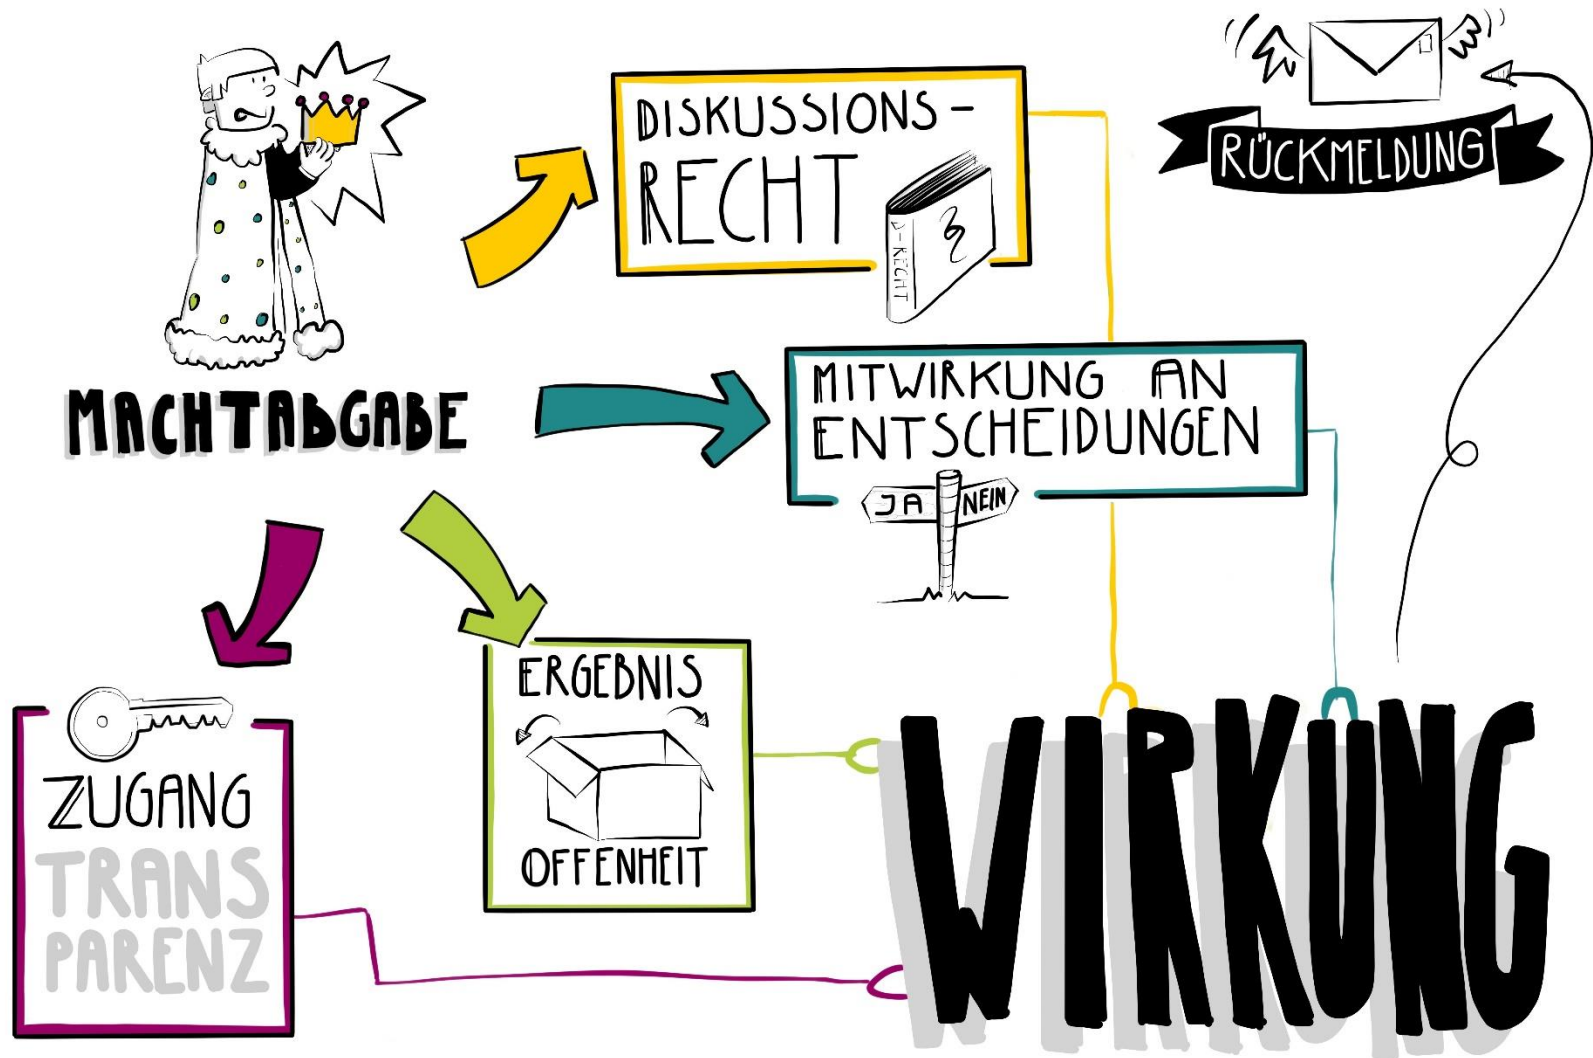 DISKUSSIONS-
RECHT
D-RECHT
RÜCKMELDUNG
MACHTABGABE
MITWIRKUNG AN
ENTSCHEIDUNGEN
JA NEIN
ERGEBNIS
OFFENHEIT
ZUGANG
TRANS
PARENZ
WIRKUNG